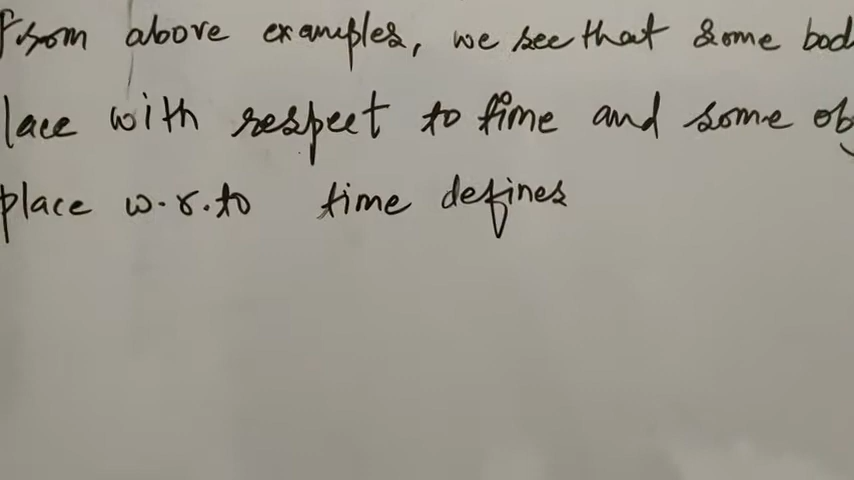 From above examples, we see that some bod
lace with respect to time and some ob
place w.r.to time defines